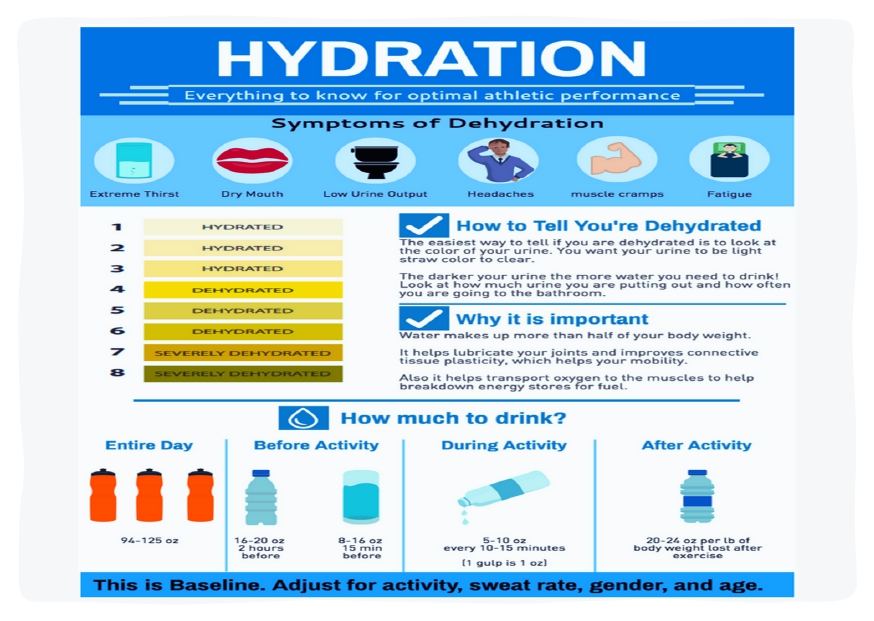 HYDRATION
Everything to know for optimal athletic performance
Symptoms of Dehydration
Extreme Thirst
Dry Mouth
Low Urine Output
Headaches
muscle cramps
Fatigue
1 HYDRATED
2 HYDRATED
3 HYDRATED
4 DEHYDRATED
5 DEHYDRATED
6 DEHYDRATED
7 SEVERELY DEHYDRATED
8 SEVERELY DEHYDRATED
How to Tell You're Dehydrated
The easiest way to tell if you are dehydrated is to look at
the color of your urine. You want your urine to be light
straw color to clear.
The darker your urine the more water you need to drink!
Look at how much urine you are putting out and how often
you are going to the bathroom.
Why it is important
Water makes up more than half of your body weight.
It helps lubricate your joints and improves connective
tissue plasticity, which helps your mobility.
Also it helps transport oxygen to the muscles to help
breakdown energy stores for fuel.
How much to drink?
Entire Day
94-125 oz
Before Activity
16-20 oz
2 hours
before
8-16 oz
15 min
before
During Activity
5-10 oz
every 10-15 minutes
(1 gulp is 1 oz)
After Activity
20-24 oz per lb of
body weight lost after
exercise
This is Baseline. Adjust for activity, sweat rate, gender, and age.